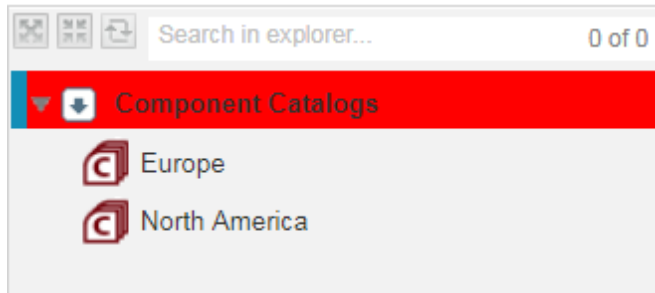 Search in explorer... 0 of 0
Component Catalogs
C Europe
C North America